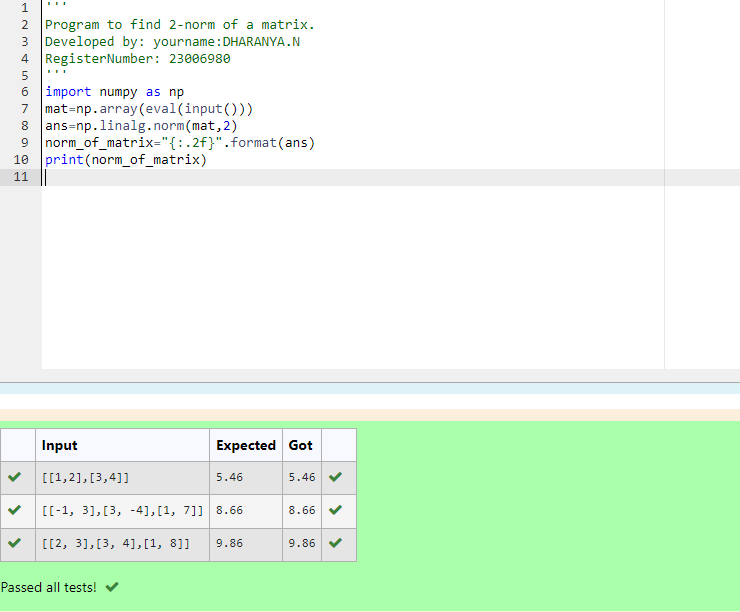 1 '''
2 Program to find 2-norm of a matrix.
3 Developed by: yourname:DHARANYA.N
4 RegisterNumber: 23006980
5 '''
6 import numpy as np
7 mat=np.array(eval(input()))
8 ans=np.linalg.norm(mat,2)
9 norm_of_matrix="{:.2f}".format(ans)
10 print(norm_of_matrix)
11
Input Expected Got
[[1,2],[3,4]] 5.46 5.46
[[-1, 3],[3, -4],[1, 7]] 8.66 8.66
[[2, 3],[3, 4],[1, 8]] 9.86 9.86
Passed all tests!